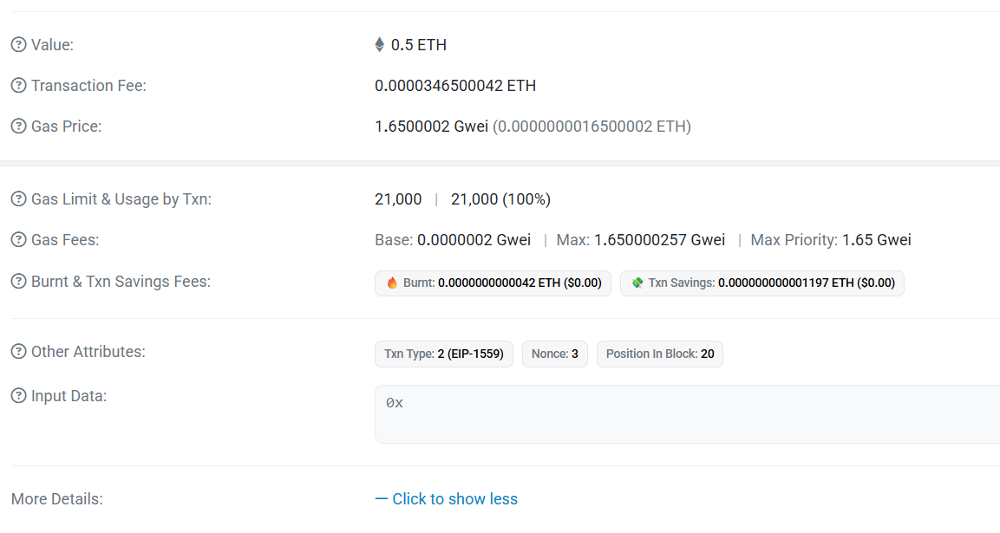 Value: 0.5 ETH
Transaction Fee: 0.0000346500042 ETH
Gas Price: 1.6500002 Gwei (0.0000000016500002 ETH)
Gas Limit & Usage by Txn: 21,000 | 21,000 (100%)
Gas Fees: Base: 0.0000002 Gwei | Max: 1.650000257 Gwei | Max Priority: 1.65 Gwei
Burnt & Txn Savings Fees: 🔥 Burnt: 0.0000000000042 ETH ($0.00) 💸 Txn Savings: 0.000000000001197 ETH ($0.00)
Other Attributes: Txn Type: 2 (EIP-1559) Nonce: 3 Position In Block: 20
Input Data: 0x
More Details: — Click to show less